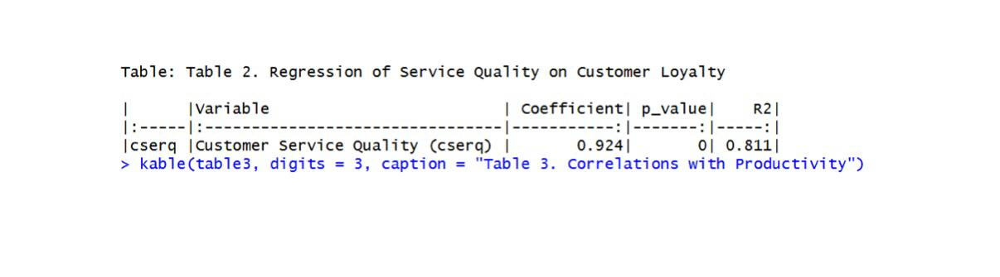 Table: Table 2. Regression of Service Quality on Customer Loyalty
|      |Variable                        | Coefficient| p_value|    R2|
|:-----|:-------------------------------|-----------:|-------:|-----:|
|cserq |Customer Service Quality (cserq) |       0.924|       0| 0.811|
> kable(table3, digits = 3, caption = "Table 3. Correlations with Productivity")